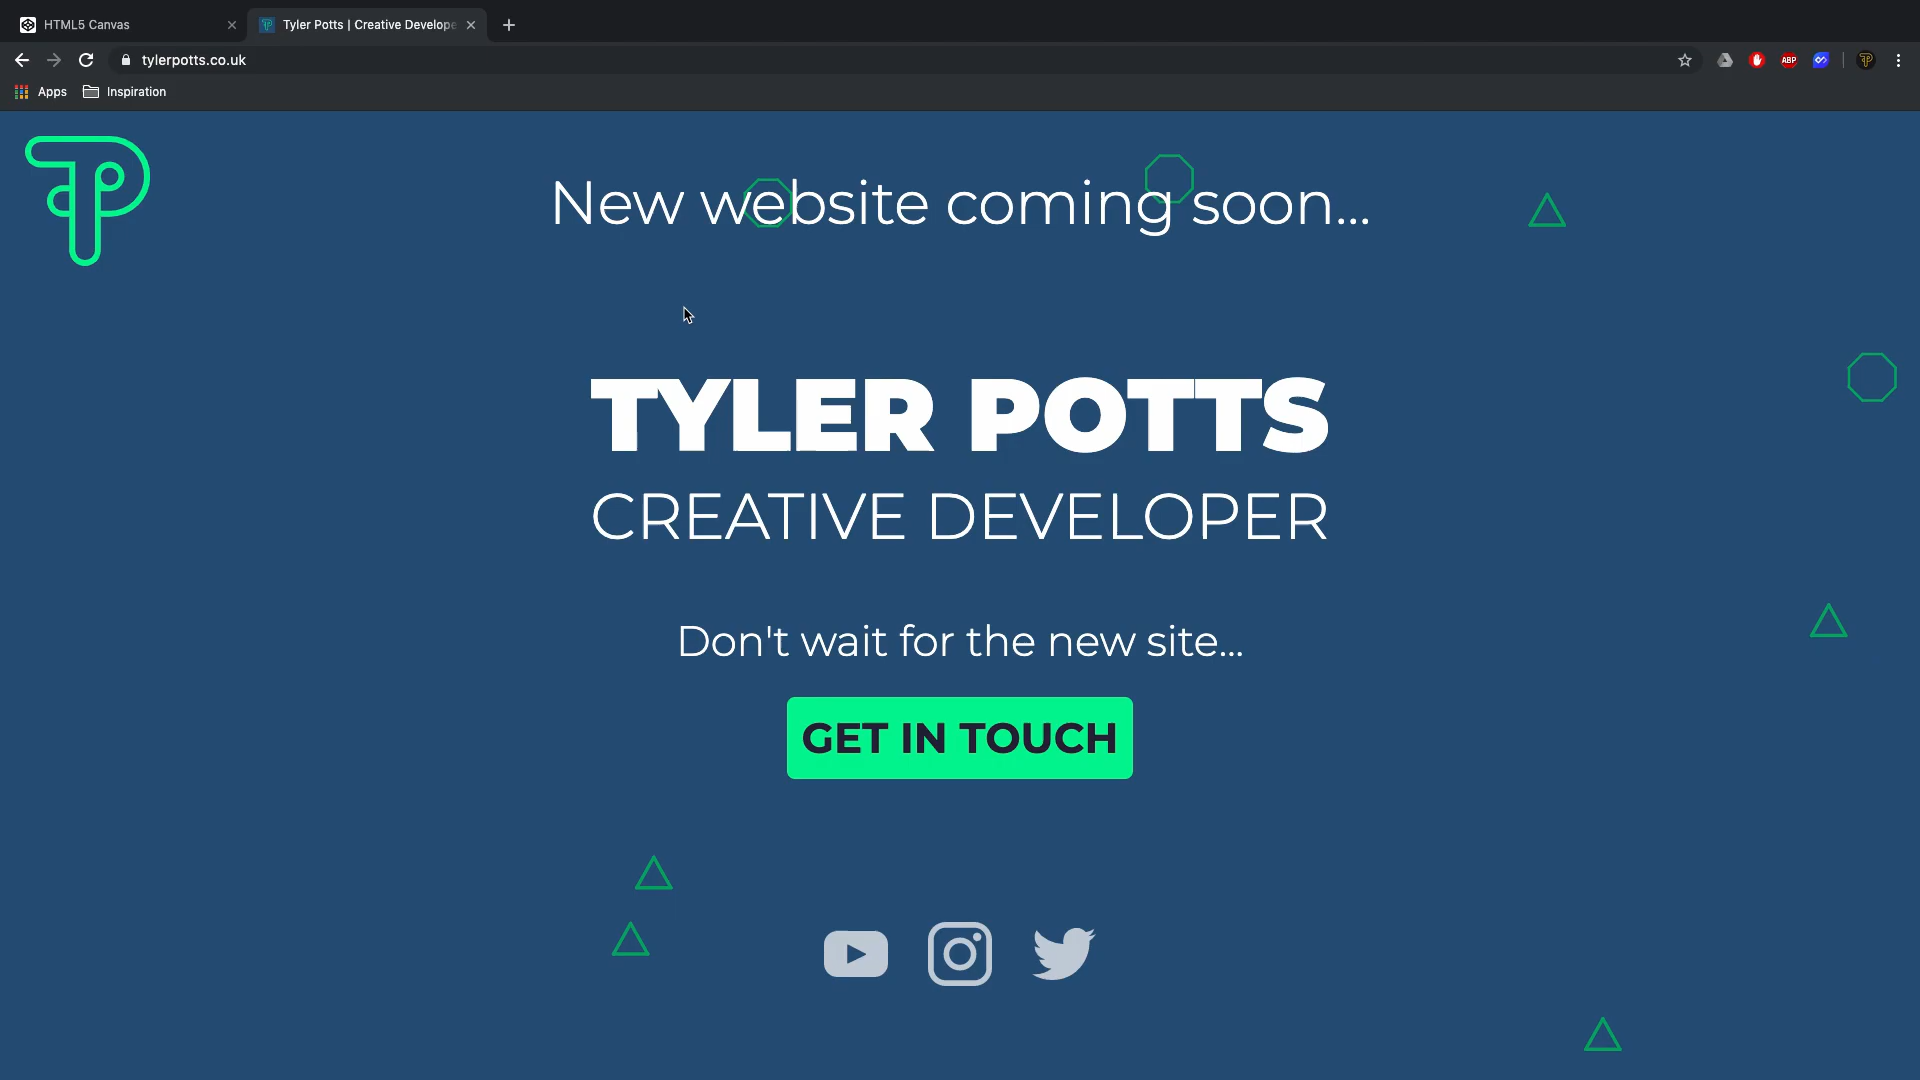 HTML5 Canvas
Tyler Potts | Creative Develope
tylerpotts.co.uk
ABP
Apps
Inspiration
New website coming soon...
TYLER POTTS
CREATIVE DEVELOPER
Don't wait for the new site...
GET IN TOUCH